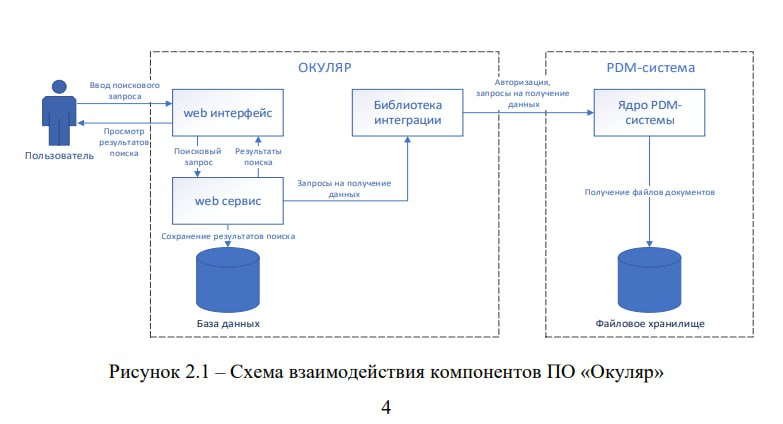 ОКУЛЯР
PDM-система
Ввод поискового
запроса
web интерфейс
Просмотр
результатов
поиска
Пользователь
Поисковый
запрос
Результаты
поиска
web сервис
Сохранение результатов поиска
База данных
Запросы на получение
данных
Библиотека
интеграции
Авторизация,
запросы на получение
данных
Ядро PDM-
системы
Получение файлов документов
Файловое хранилище
Рисунок 2.1 – Схема взаимодействия компонентов ПО «Окуляр»
4